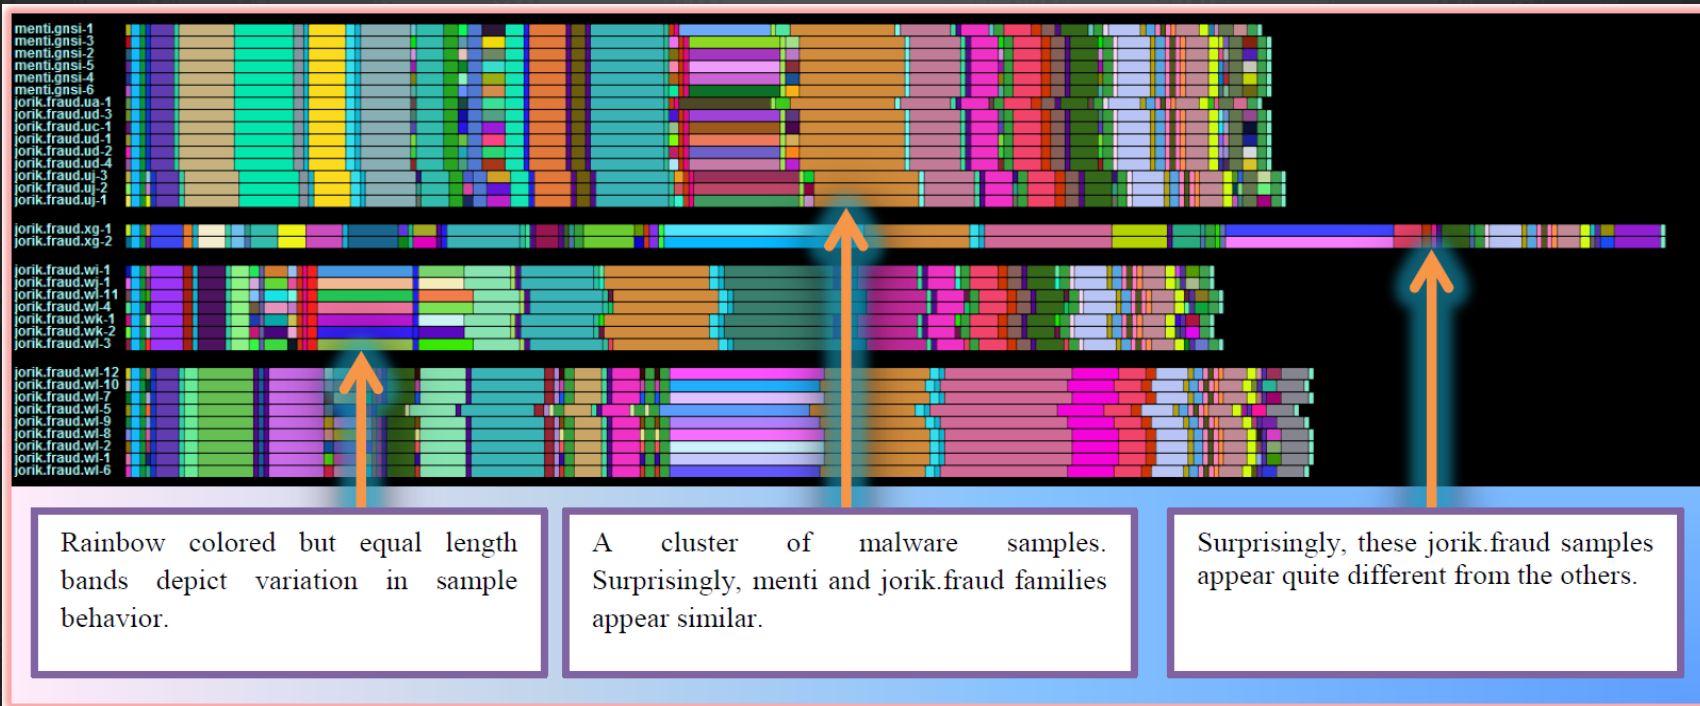 menti.gnsi-1
menti.gnsi-3
menti.gnsi-2
menti.gnsi-5
menti.gnsi-4
menti.gnsi-6
jorik.fraud.ua-1
jorik.fraud.ud-3
jorik.fraud.uc-1
jorik.fraud.ud-1
jorik.fraud.ud-2
jorik.fraud.ud-4
jorik.fraud.uj-3
jorik.fraud.uj-2
jorik.fraud.uj-1
jorik.fraud.xg-1
jorik.fraud.xg-2
jorik.fraud.wi-1
jorik.fraud.wj-1
jorik.fraud.wl-11
jorik.fraud.wl-4
jorik.fraud.wk-1
jorik.fraud.wk-2
jorik.fraud.wl-3
jorik.fraud.wl-12
jorik.fraud.wl-10
jorik.fraud.wl-7
jorik.fraud.wl-5
jorik.fraud.wl-9
jorik.fraud.wl-8
jorik.fraud.wl-2
jorik.fraud.wl-1
jorik.fraud.wl-6
Rainbow colored but equal length
bands depict variation in sample
behavior.
A cluster of malware samples.
Surprisingly, menti and jorik.fraud families
appear similar.
Surprisingly, these jorik.fraud samples
appear quite different from the others.